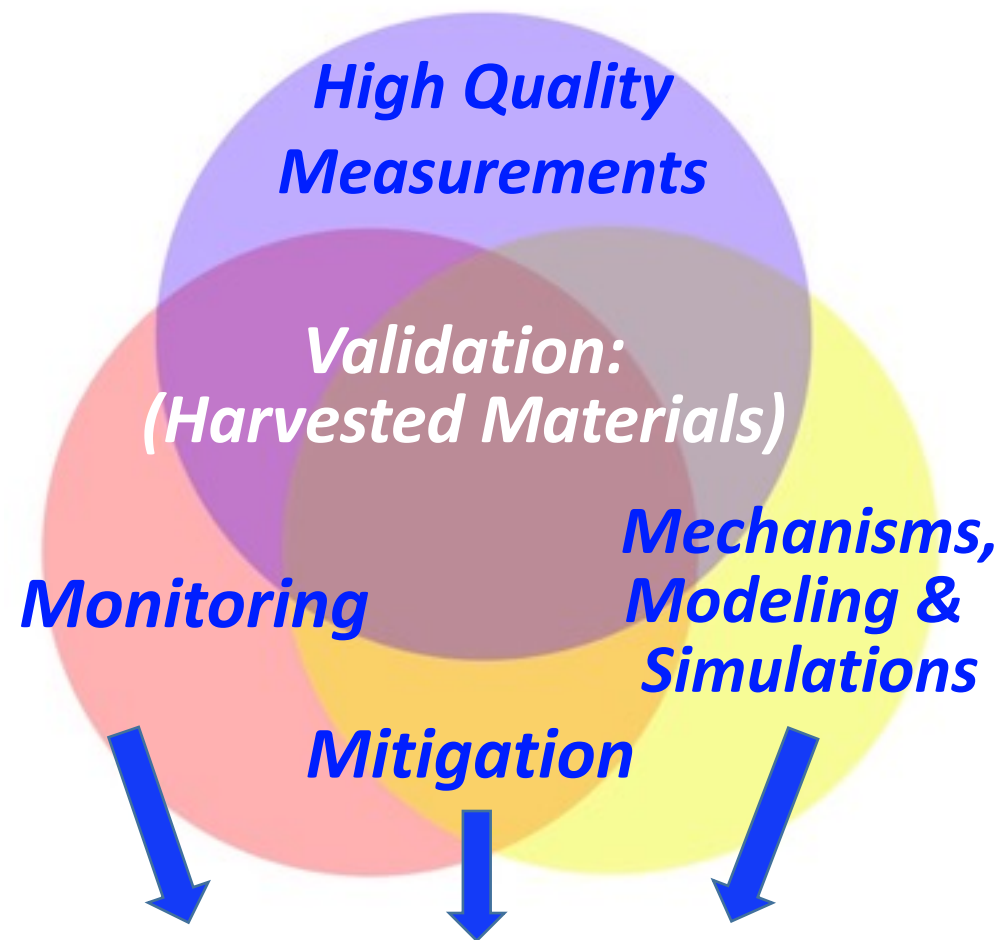 High Quality
Measurements
Validation:
(Harvested Materials)
Mechanisms,
Modeling &
Simulations
Monitoring
Mitigation